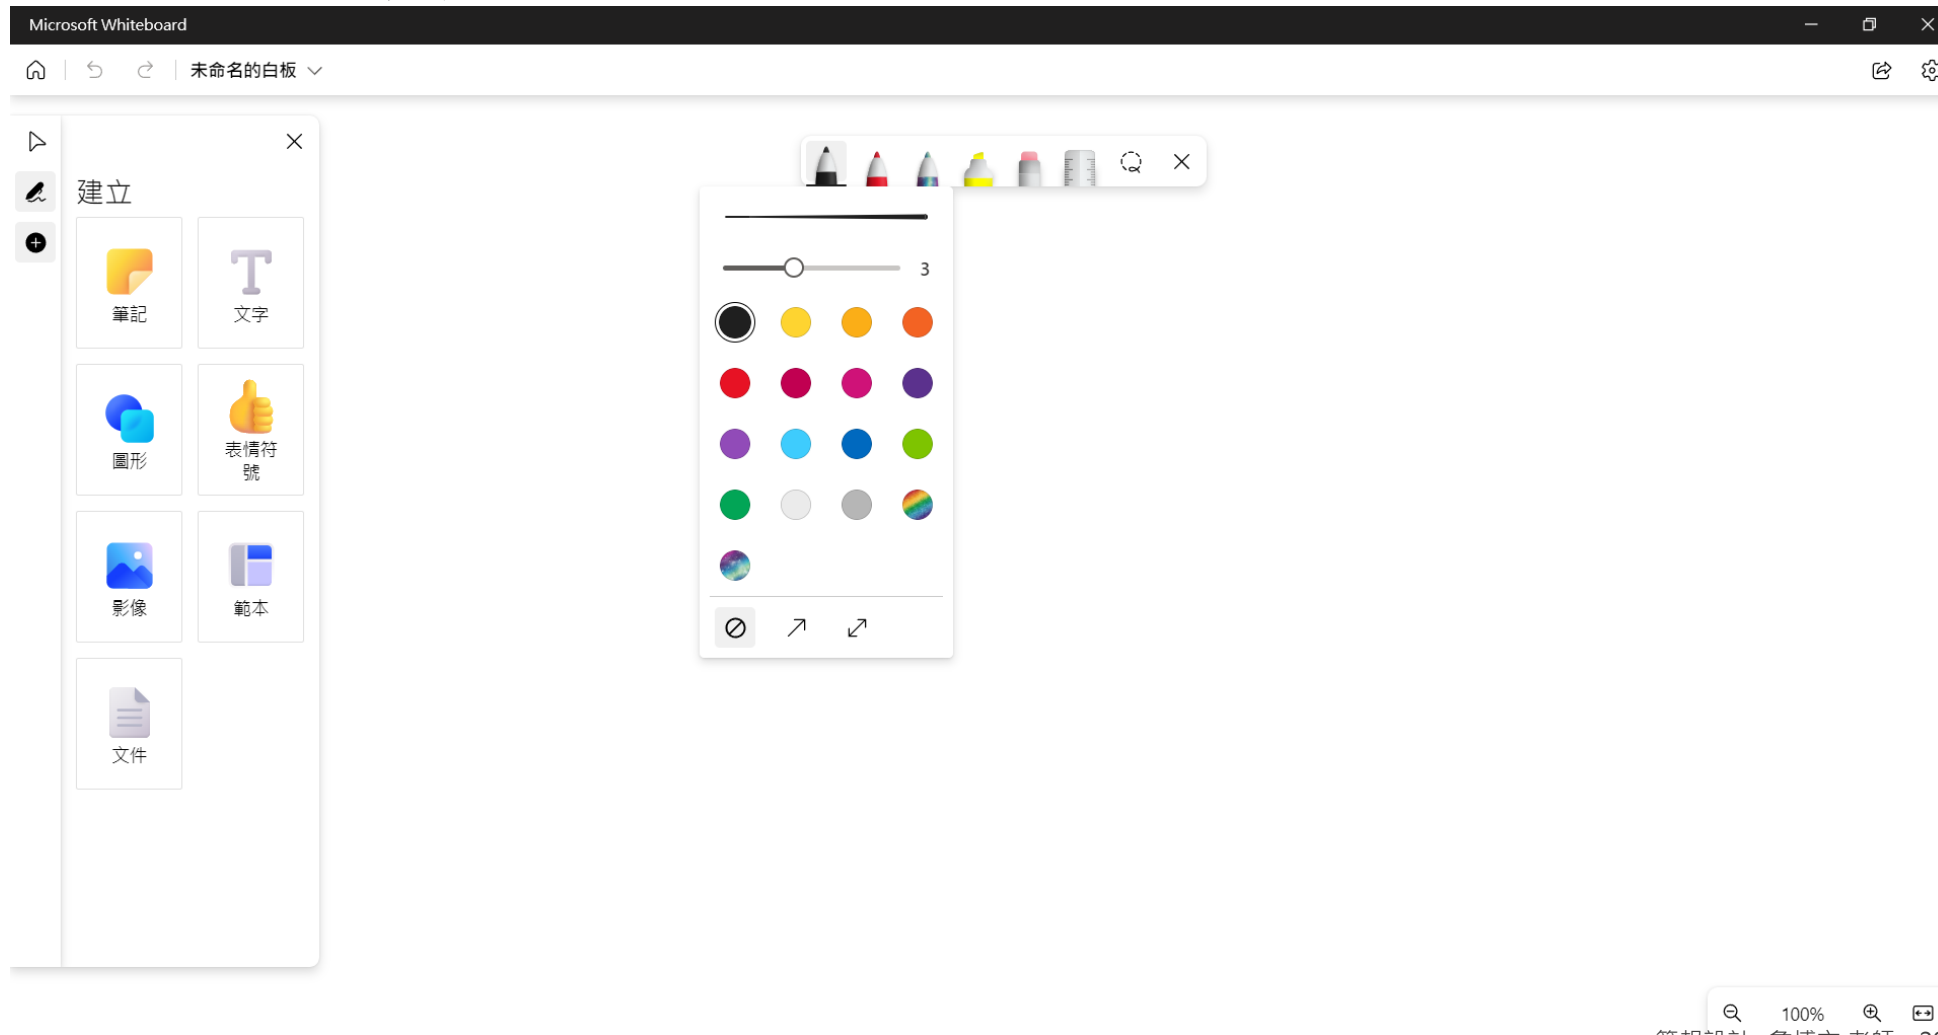 Microsoft Whiteboard
未命名的白板
建立
筆記
文字
3
圖形
表情符
號
影像
範本
文件
100%